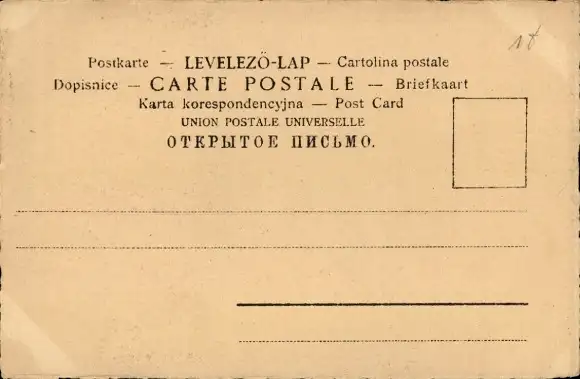 Postkarte – LEVELEZŐ-LAP – Cartolina postale
Dopisnice – CARTE POSTALE – Briefkaart
Karta korespondencyjna – Post Card
UNION POSTALE UNIVERSELLE
ОТКРЫТОЕ ПИСЬМО.